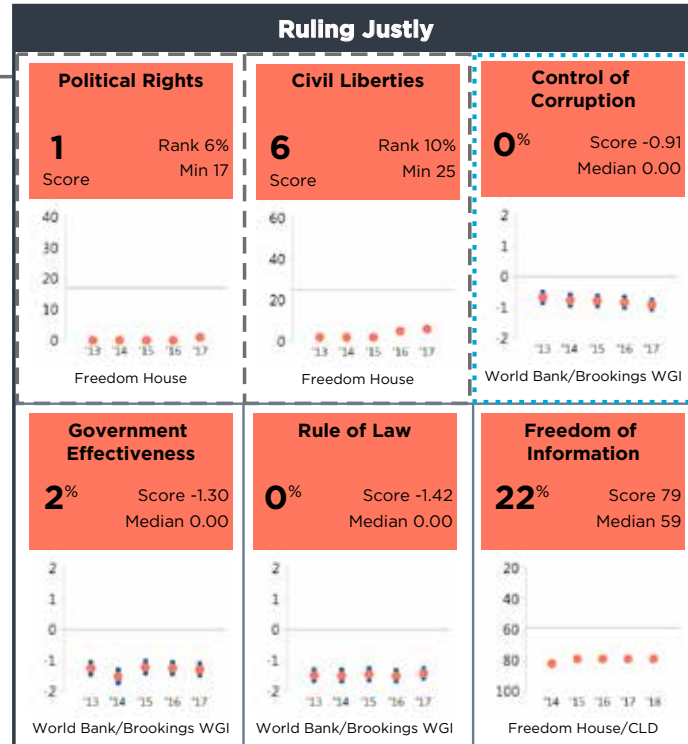 Ruling Justly
Political Rights
1
Score
Rank 6%
Min 17
40
30
20
10
0
'13 '14 '15 '16 '17
Freedom House
Civil Liberties
6
Score
Rank 10%
Min 25
60
40
20
0
'13 '14 '15 '16 '17
Freedom House
Control of
Corruption
0%
Score -0.91
Median 0.00
2
1
0
-1
-2
'13 '14 '15 '16 '17
World Bank/Brookings WGI
Government
Effectiveness
2%
Score -1.30
Median 0.00
2
1
0
-1
-2
'13 '14 '15 '16 '17
World Bank/Brookings WGI
Rule of Law
0%
Score -1.42
Median 0.00
2
1
0
-1
-2
'13 '14 '15 '16 '17
World Bank/Brookings WGI
Freedom of
Information
22%
Score 79
Median 59
20
40
60
80
100
'14 '15 '16 '17 '18
Freedom House/CLD